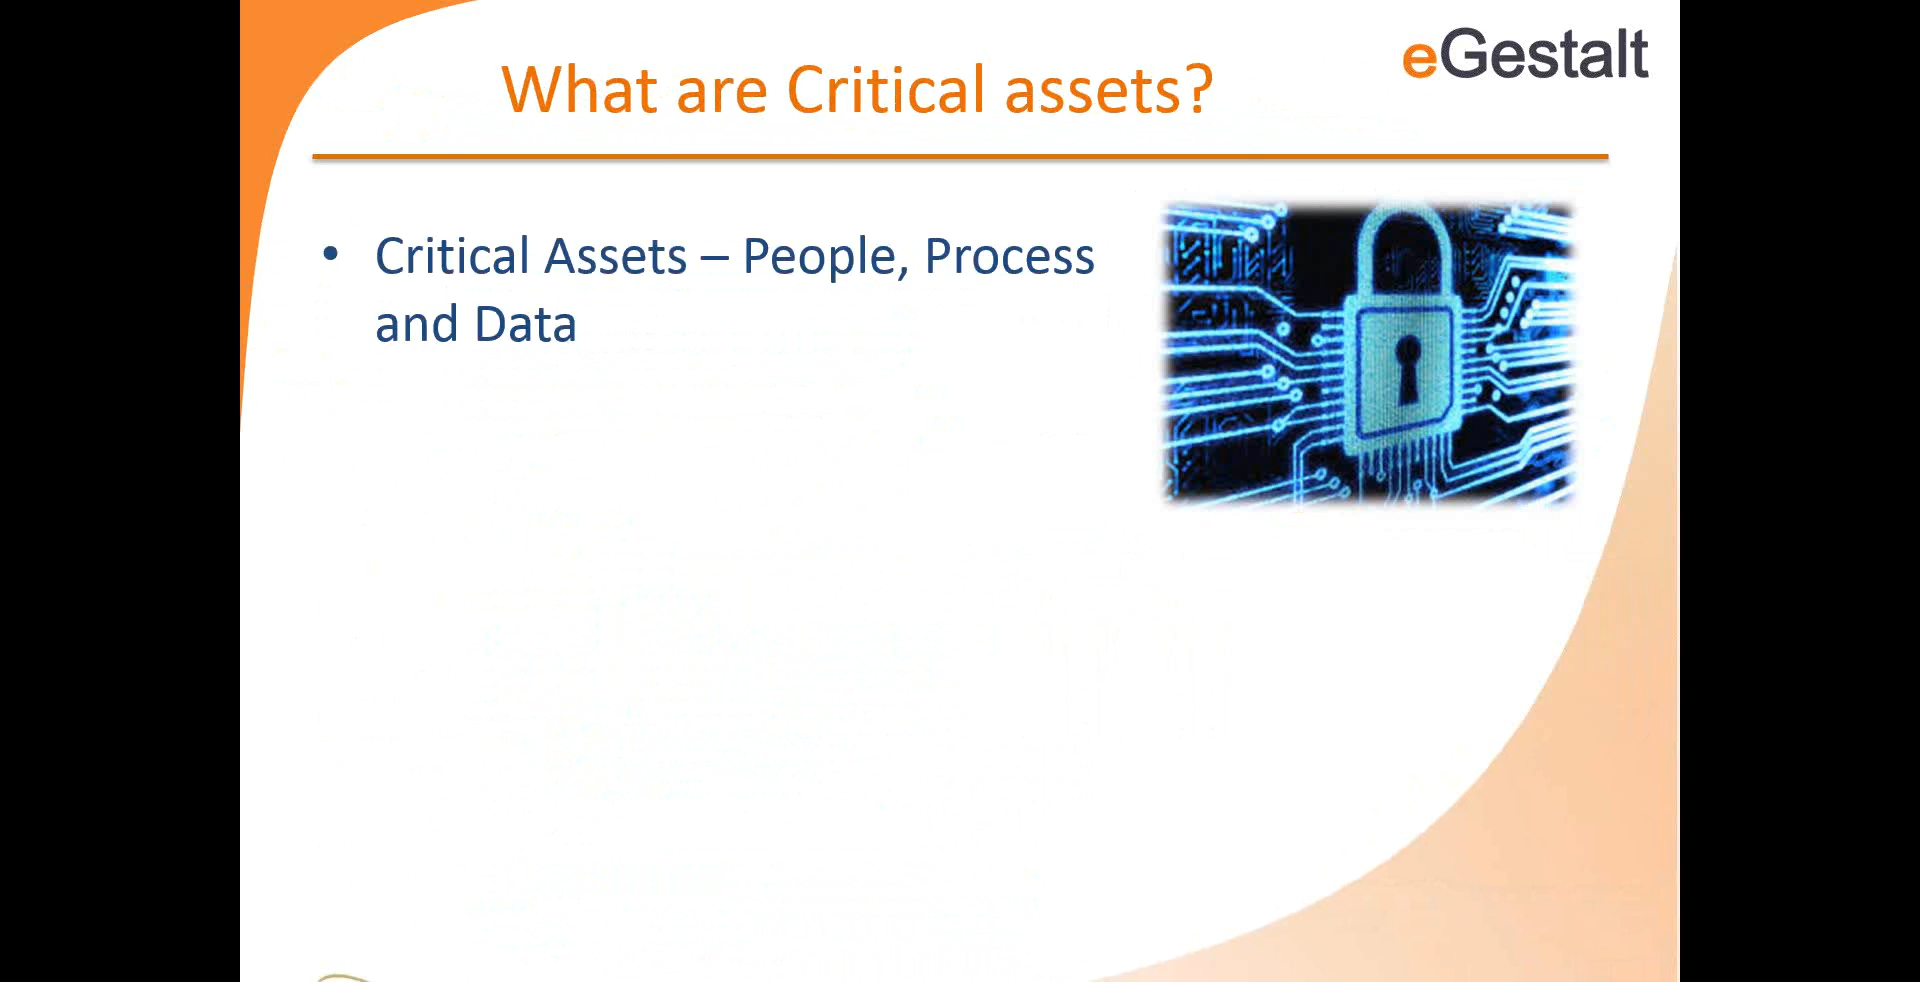 eGestalt
What are Critical assets?
• Critical Assets – People, Process
and Data